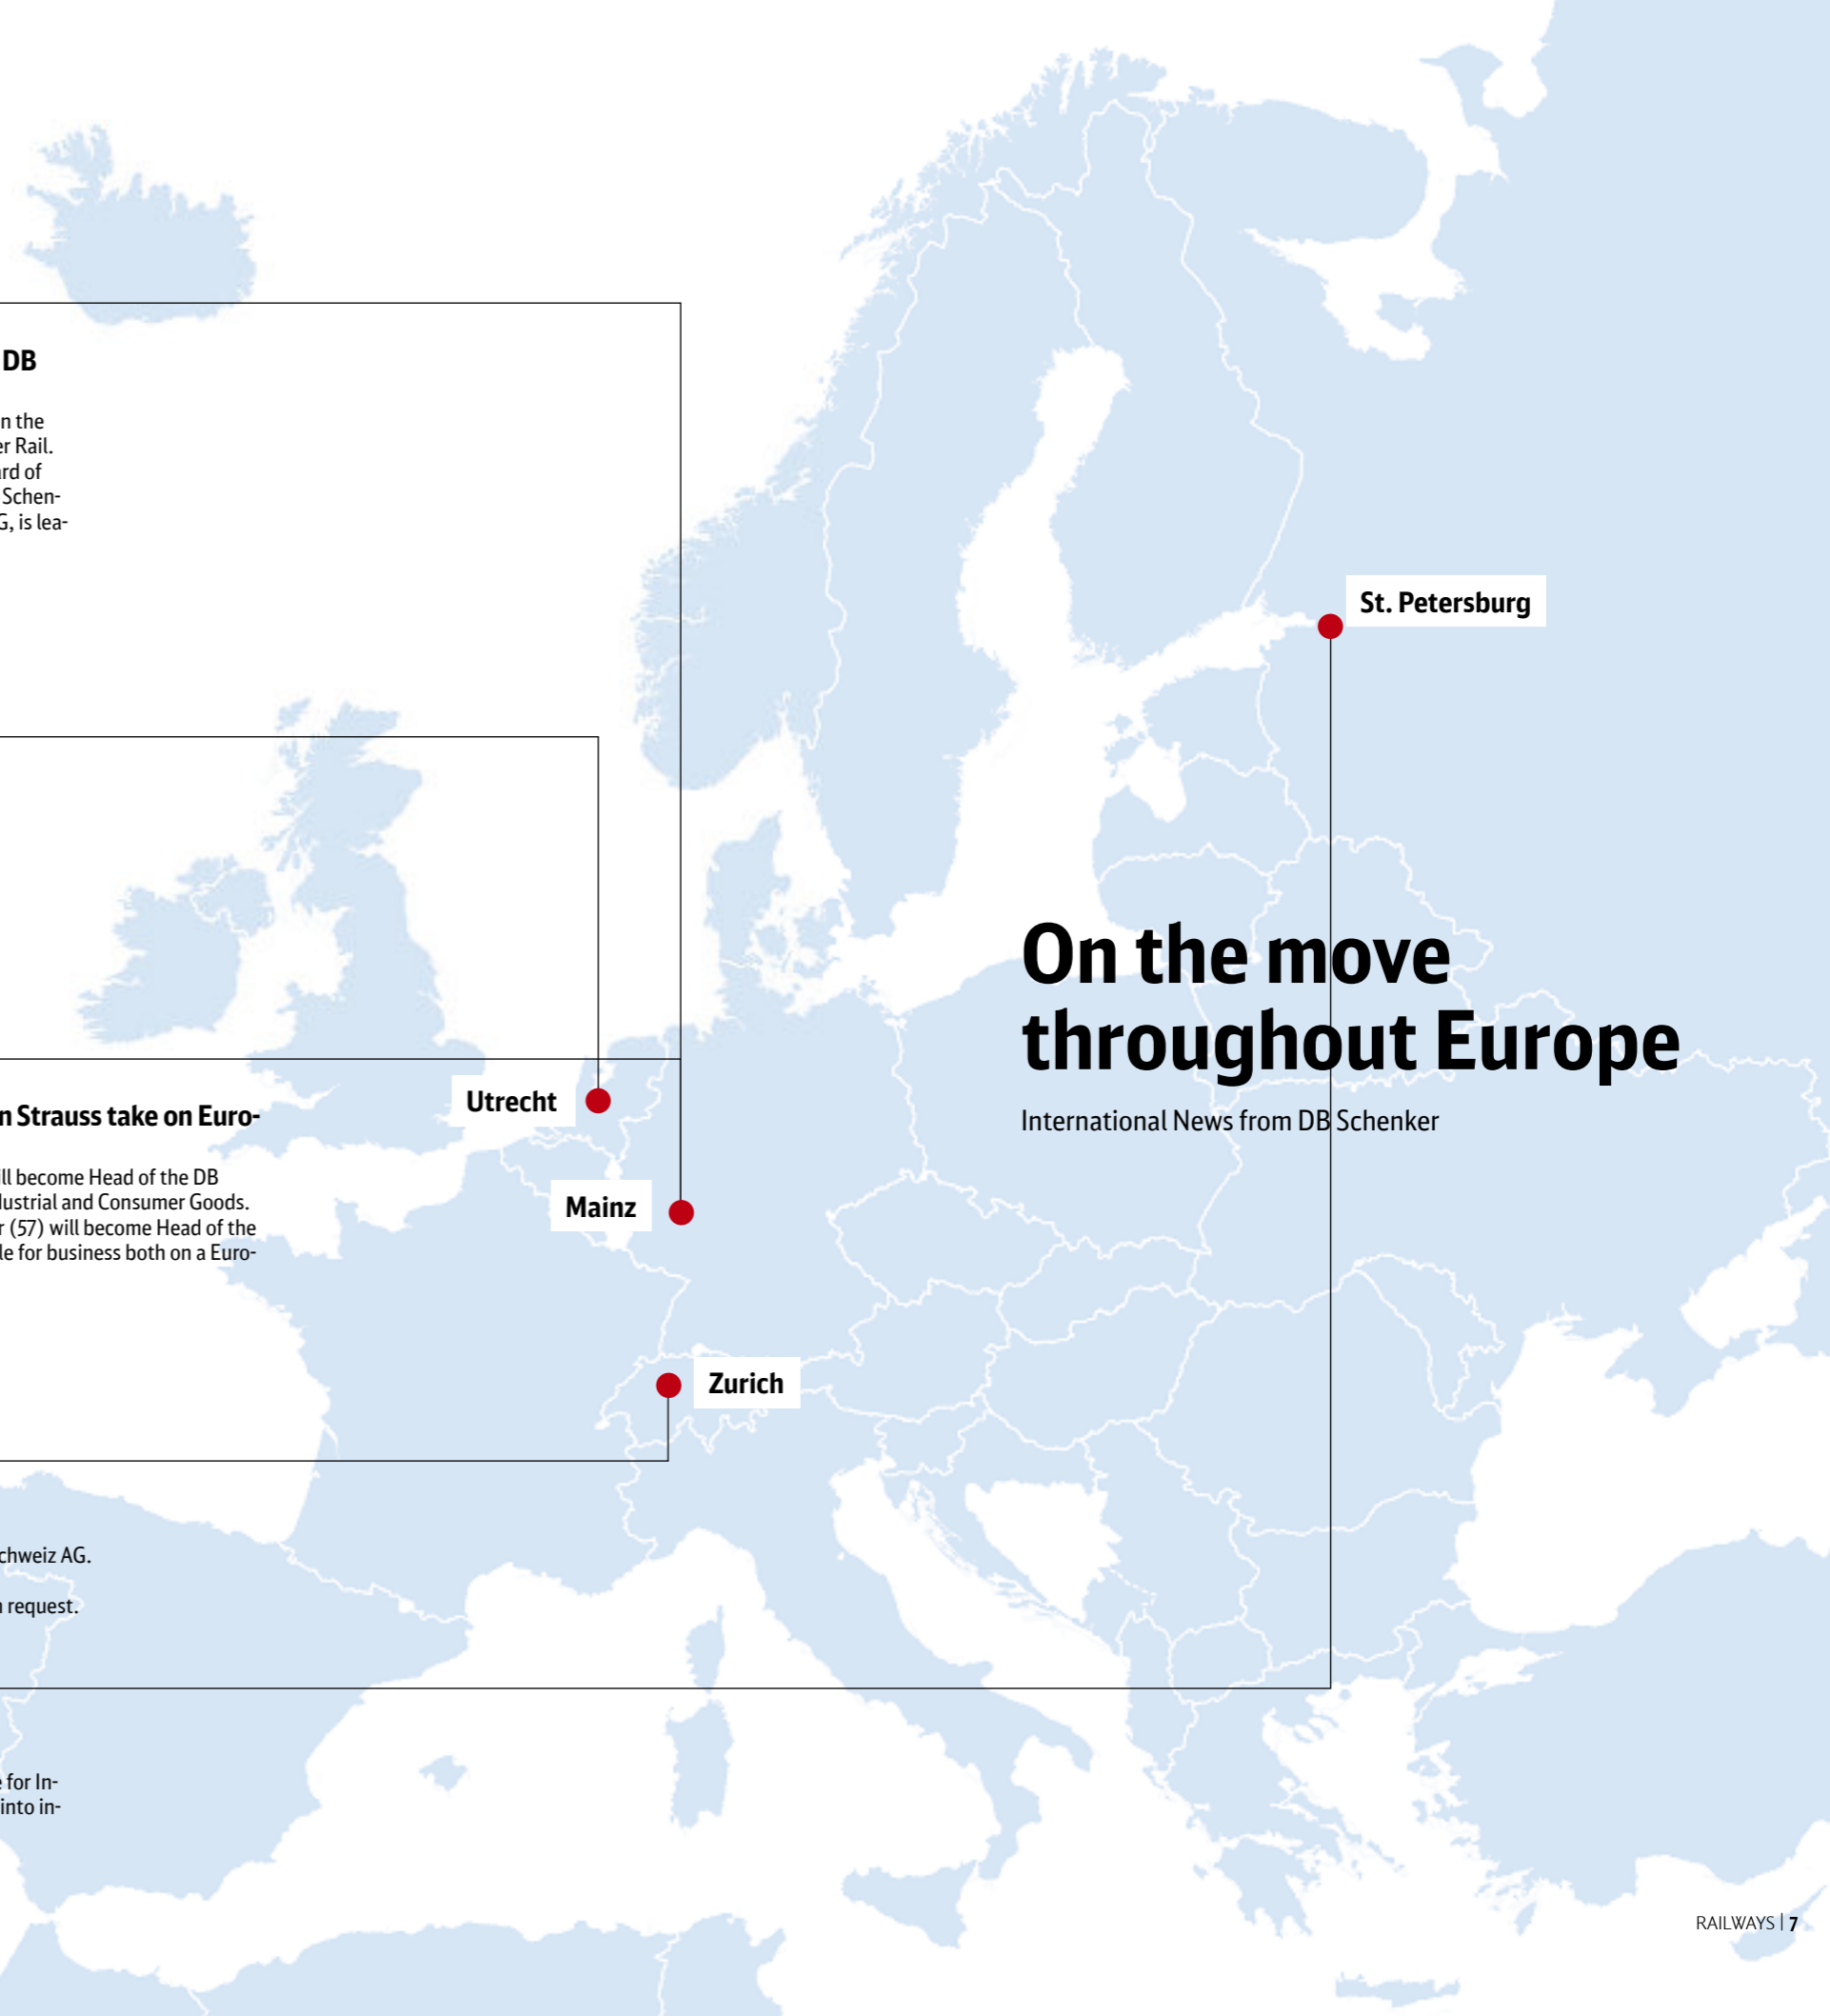 DB
n the
er Rail.
ard of
Schen-
G, is lea-
St. Petersburg
On the move
throughout Europe
International News from DB Schenker
Utrecht
n Strauss take on Euro-
ill become Head of the DB
dustrial and Consumer Goods.
r (57) will become Head of the
le for business both on a Euro-
Mainz
Zurich
chweiz AG.
n request.
e for In-
into in-
RAILWAYS | 7